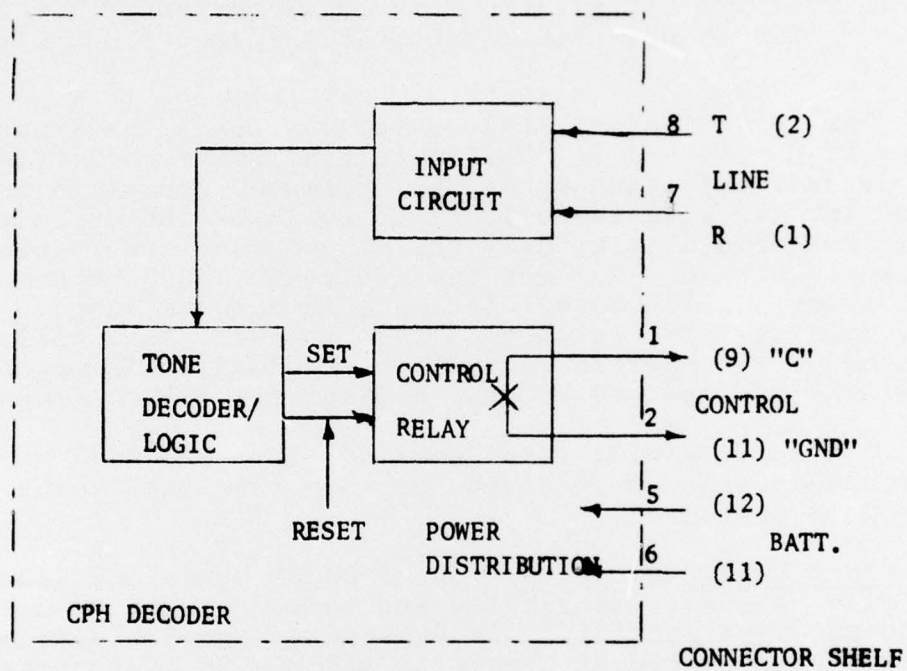 8 T (2)
INPUT
CIRCUIT
LINE
7
R (1)
1
TONE
DECODER/
LOGIC
SET
CONTROL
RELAY
(9) "C"
CONTROL
2
(11) "GND"
RESET
POWER
DISTRIBUTION
5
(12)
BATT.
6
(11)
CPH DECODER
CONNECTOR SHELF